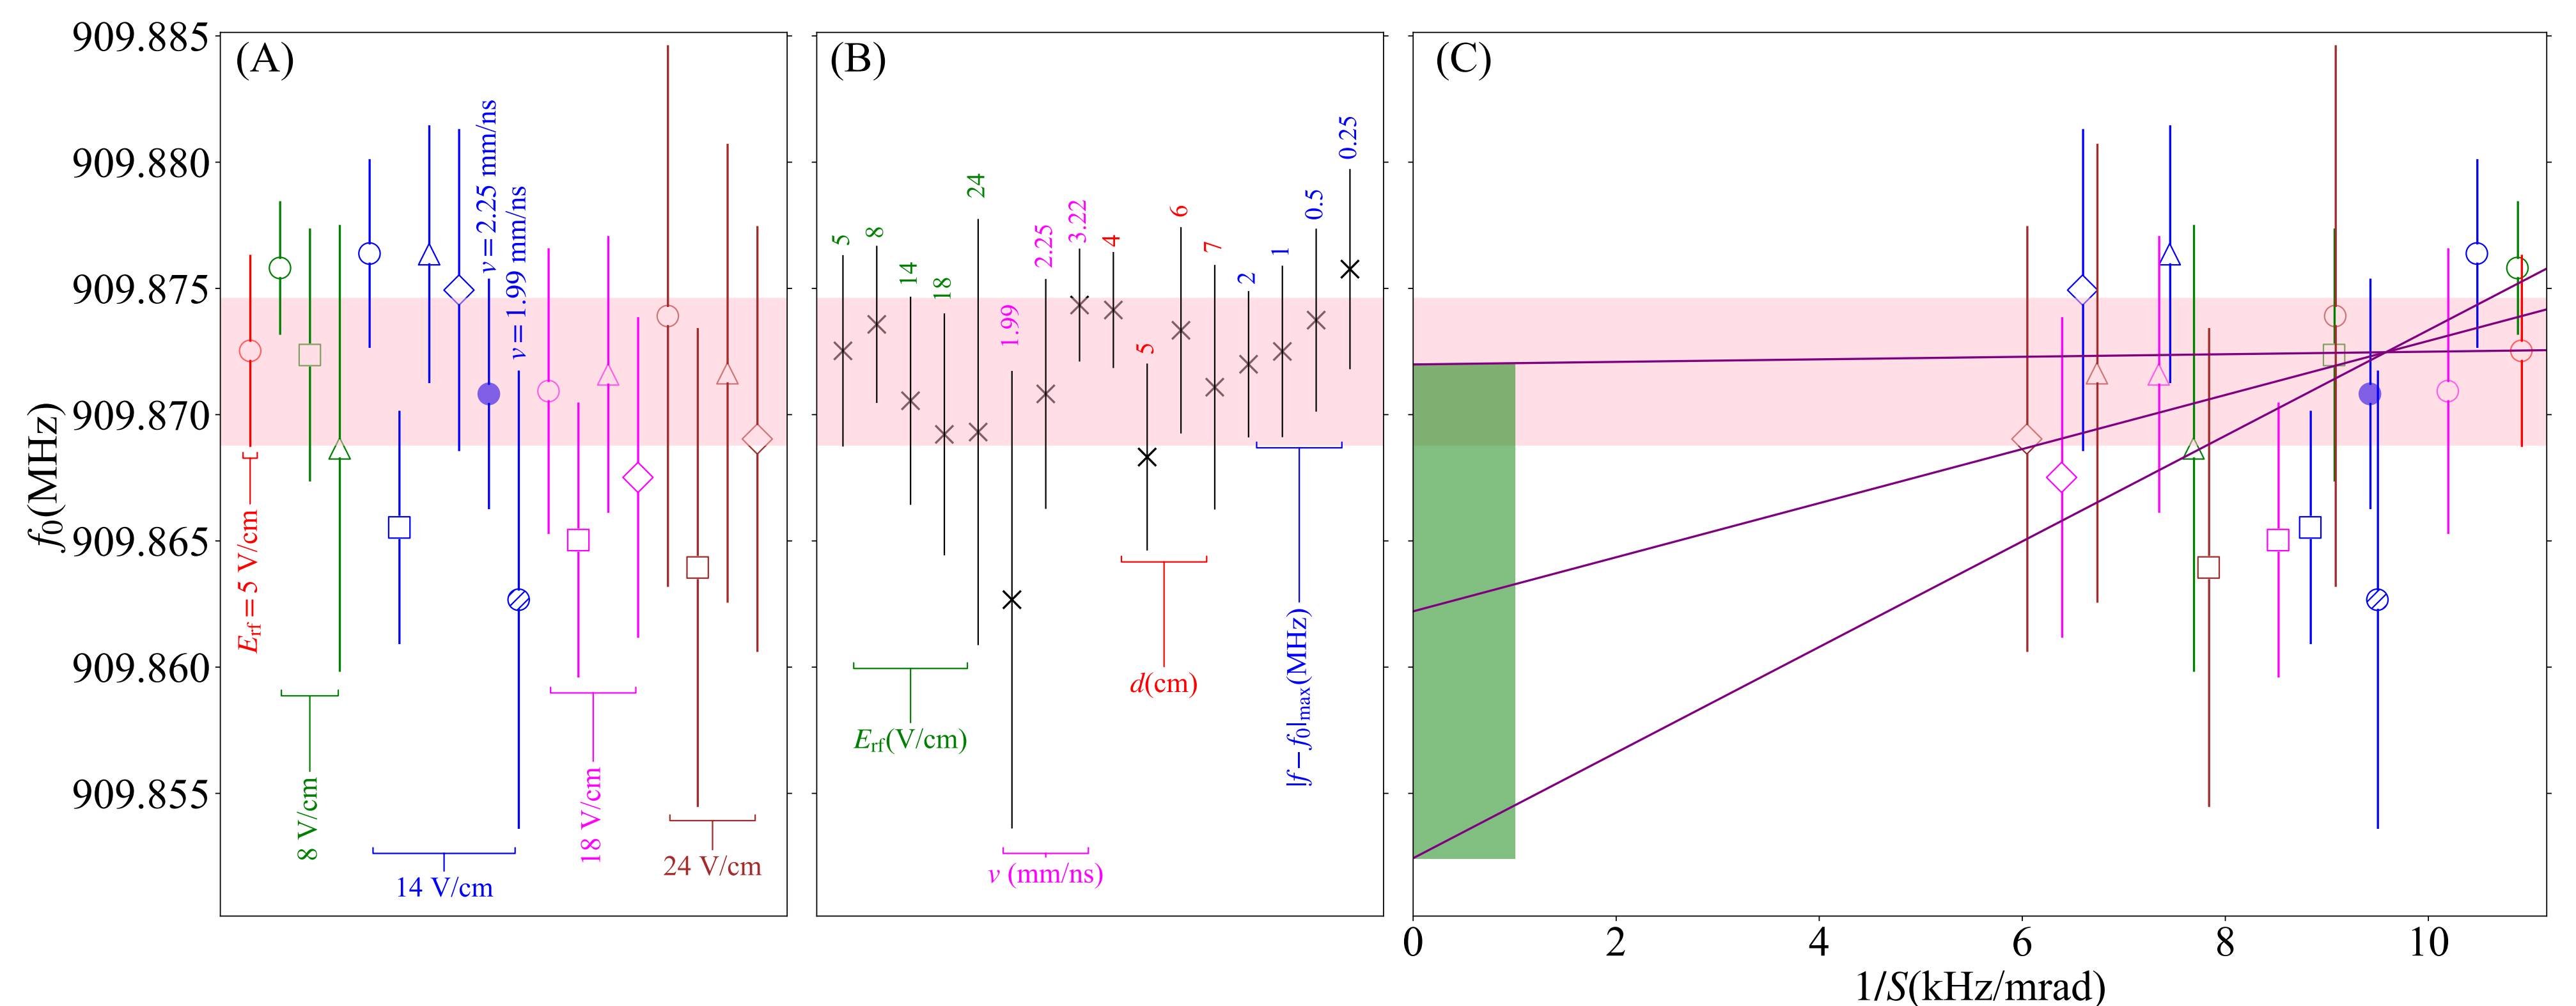 909.885
909.880
909.875
909.870
909.865
909.860
909.855
f0(MHz)
(A)
Erf = 5 V/cm
8 V/cm
14 V/cm
v = 2.25 mm/ns
v = 1.99 mm/ns
18 V/cm
24 V/cm
(B)
5
8
14
18
24
1.99
2.25
3.22
4
5
6
7
2
1
0.5
0.25
Erf(V/cm)
v (mm/ns)
d(cm)
|f−f0|max(MHz)
(C)
0
2
4
6
8
10
1/S(kHz/mrad)